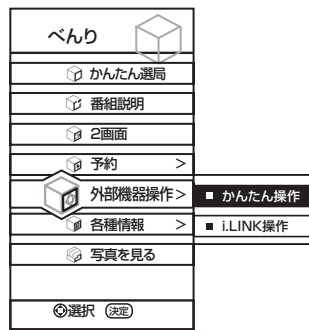 べんり
かんたん選局
番組説明
2画面
予約 >
外部機器操作> ■ かんたん操作
各種情報 > ■ i.LINK操作
写真を見る
選択 決定